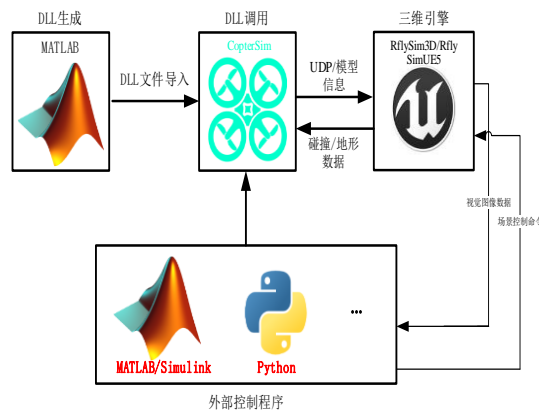 DLL生成
DLL调用
三维引擎
MATLAB
CopterSim
RflySim3D/Rfly
SimUE5
DLL文件导入
UDP/模型
信息
碰撞/地形
数据
视觉图像数据
场景控制命令
MATLAB/Simulink
Python
...
外部控制程序